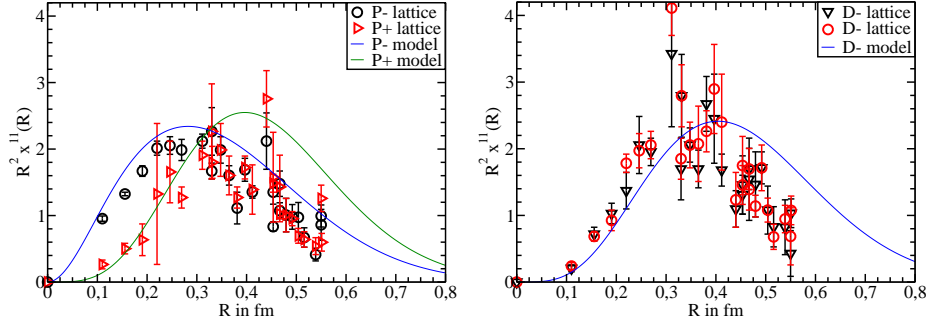 4
3
2
1
0
R² x¹¹ (R)
P- lattice
P+ lattice
P- model
P+ model
0 0,1 0,2 0,3 0,4 0,5 0,6 0,7 0,8
R in fm
4
3
2
1
0
R² x¹¹ (R)
D- lattice
D- lattice
D- model
0 0,1 0,2 0,3 0,4 0,5 0,6 0,7 0,8
R in fm